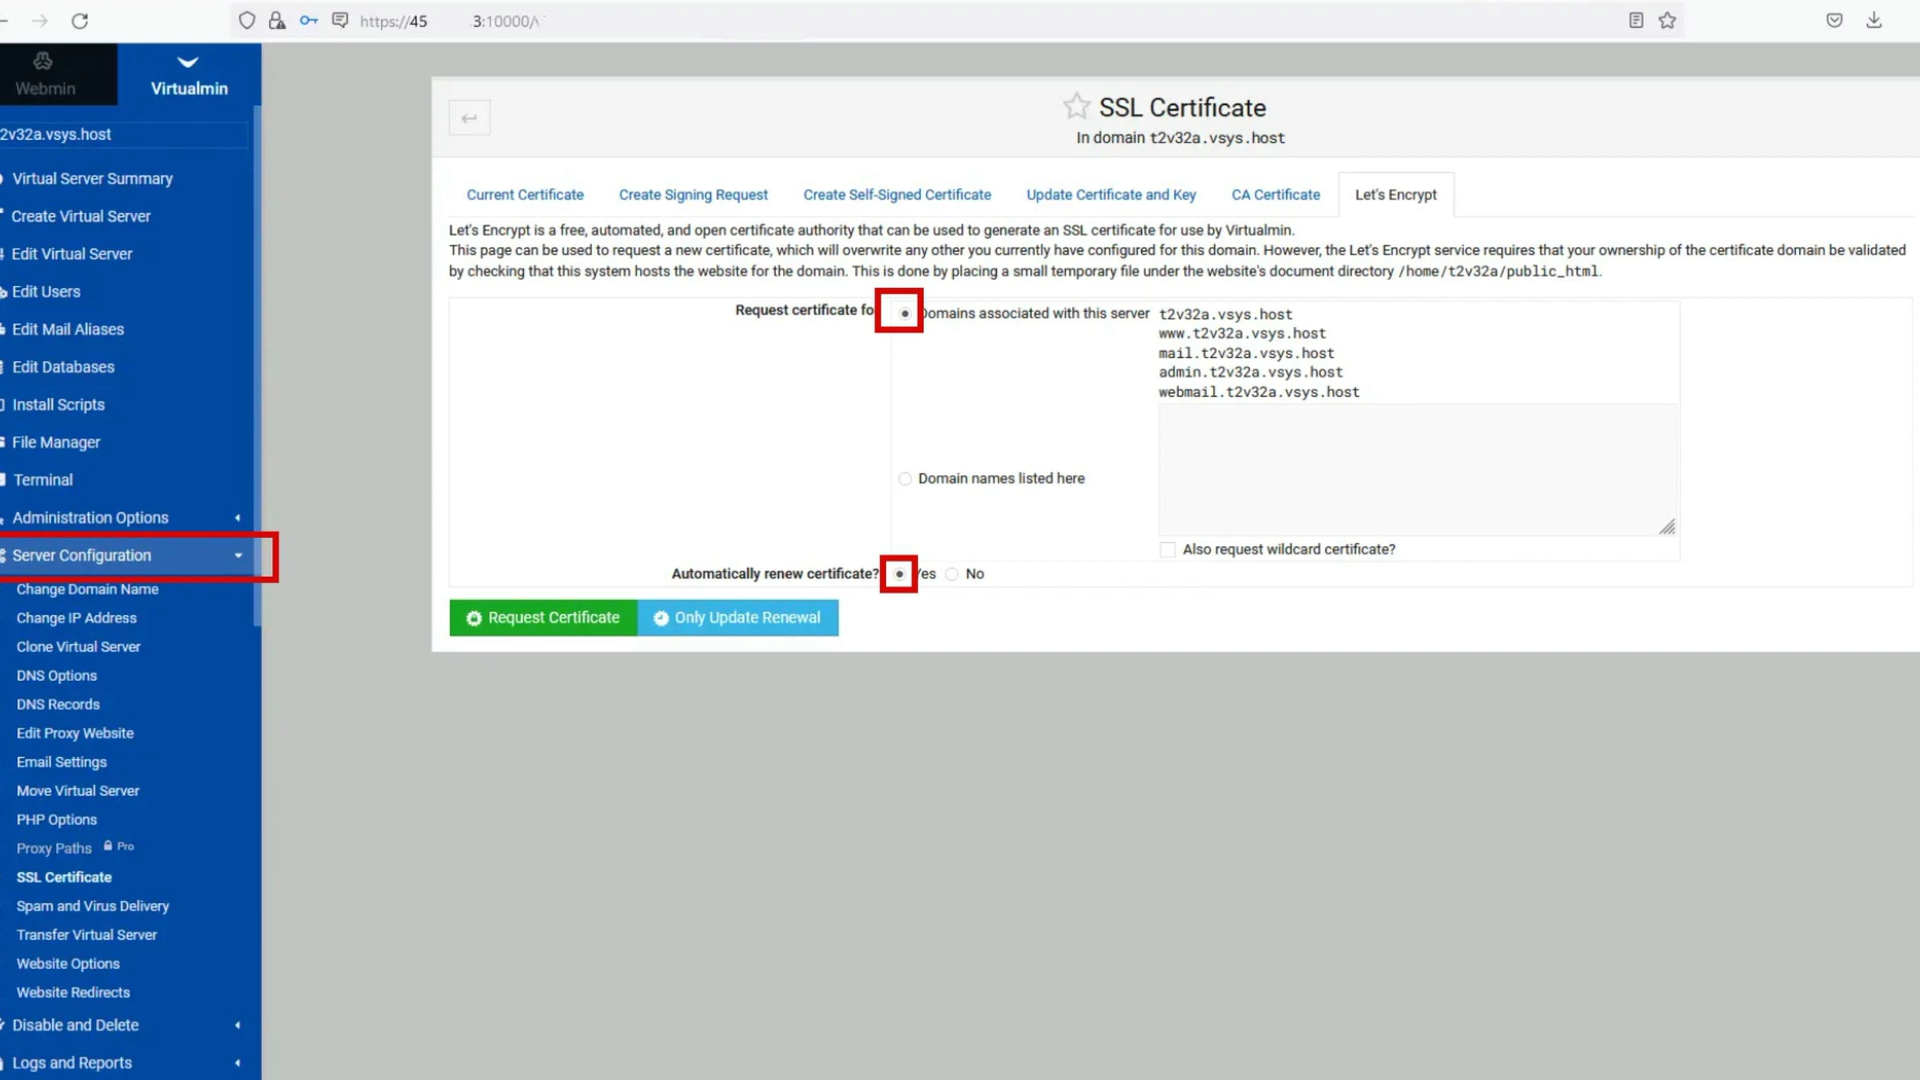 https://45 3:10000/
Webmin
Virtualmin
2v32a.vsys.host
Virtual Server Summary
Create Virtual Server
Edit Virtual Server
Edit Users
Edit Mail Aliases
Edit Databases
Install Scripts
File Manager
Terminal
Administration Options
Server Configuration
Change Domain Name
Change IP Address
Clone Virtual Server
DNS Options
DNS Records
Edit Proxy Website
Email Settings
Move Virtual Server
PHP Options
Proxy Paths Pro
SSL Certificate
Spam and Virus Delivery
Transfer Virtual Server
Website Options
Website Redirects
Disable and Delete
Logs and Reports
SSL Certificate
In domain t2v32a.vsys.host
Current Certificate Create Signing Request Create Self-Signed Certificate Update Certificate and Key CA Certificate Let's Encrypt
Let's Encrypt is a free, automated, and open certificate authority that can be used to generate an SSL certificate for use by Virtualmin.
This page can be used to request a new certificate, which will overwrite any other you currently have configured for this domain. However, the Let's Encrypt service requires that your ownership of the certificate domain be validated
by checking that this system hosts the website for the domain. This is done by placing a small temporary file under the website's document directory /home/t2v32a/public_html.
Request certificate fo
omains associated with this server
t2v32a.vsys.host
www.t2v32a.vsys.host
mail.t2v32a.vsys.host
admin.t2v32a.vsys.host
webmail.t2v32a.vsys.host
Domain names listed here
Also request wildcard certificate?
Automatically renew certificate? es No
Request Certificate Only Update Renewal